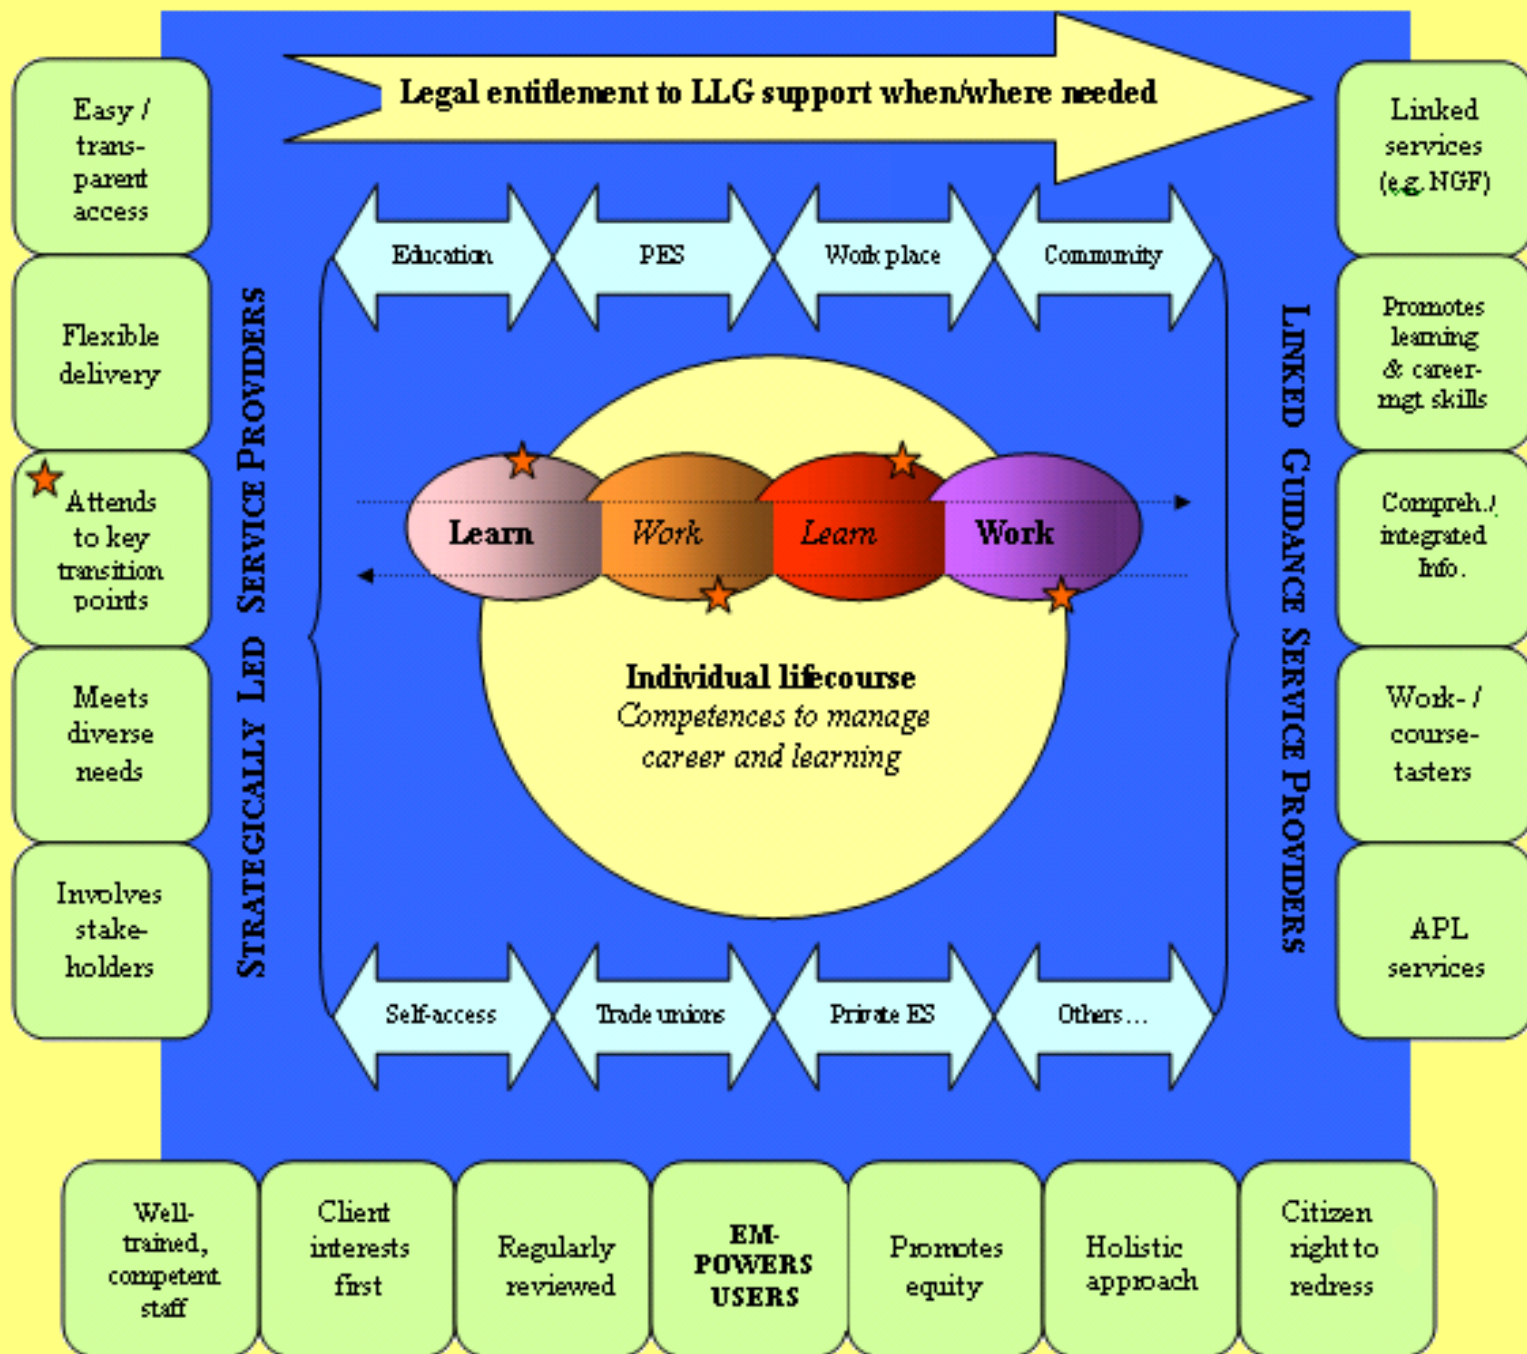 Legal entitlement to LLG support when/where needed
Easy /
trans-
parent
access
Flexible
delivery
Attends
to key
transition
points
Meets
diverse
needs
Involves
stake-
holders
STRATEGICALLY LED SERVICE PROVIDERS
Education
PES
Work place
Community
Learn
Work
Learn
Work
Individual lifecourse
Competences to manage
career and learning
Self-access
Trade unions
Private ES
Others...
LINKED GUIDANCE SERVICE PROVIDERS
Linked
services
(e.g. NGF)
Promotes
learning
& career-
mgt skills
Compreh./
integrated
Info.
Work- /
course-
tasters
APL
services
Well-
trained,
competent
staff
Client
interests
first
Regularly
reviewed
EM-
POWERS
USERS
Promotes
equity
Holistic
approach
Citizen
right to
redress